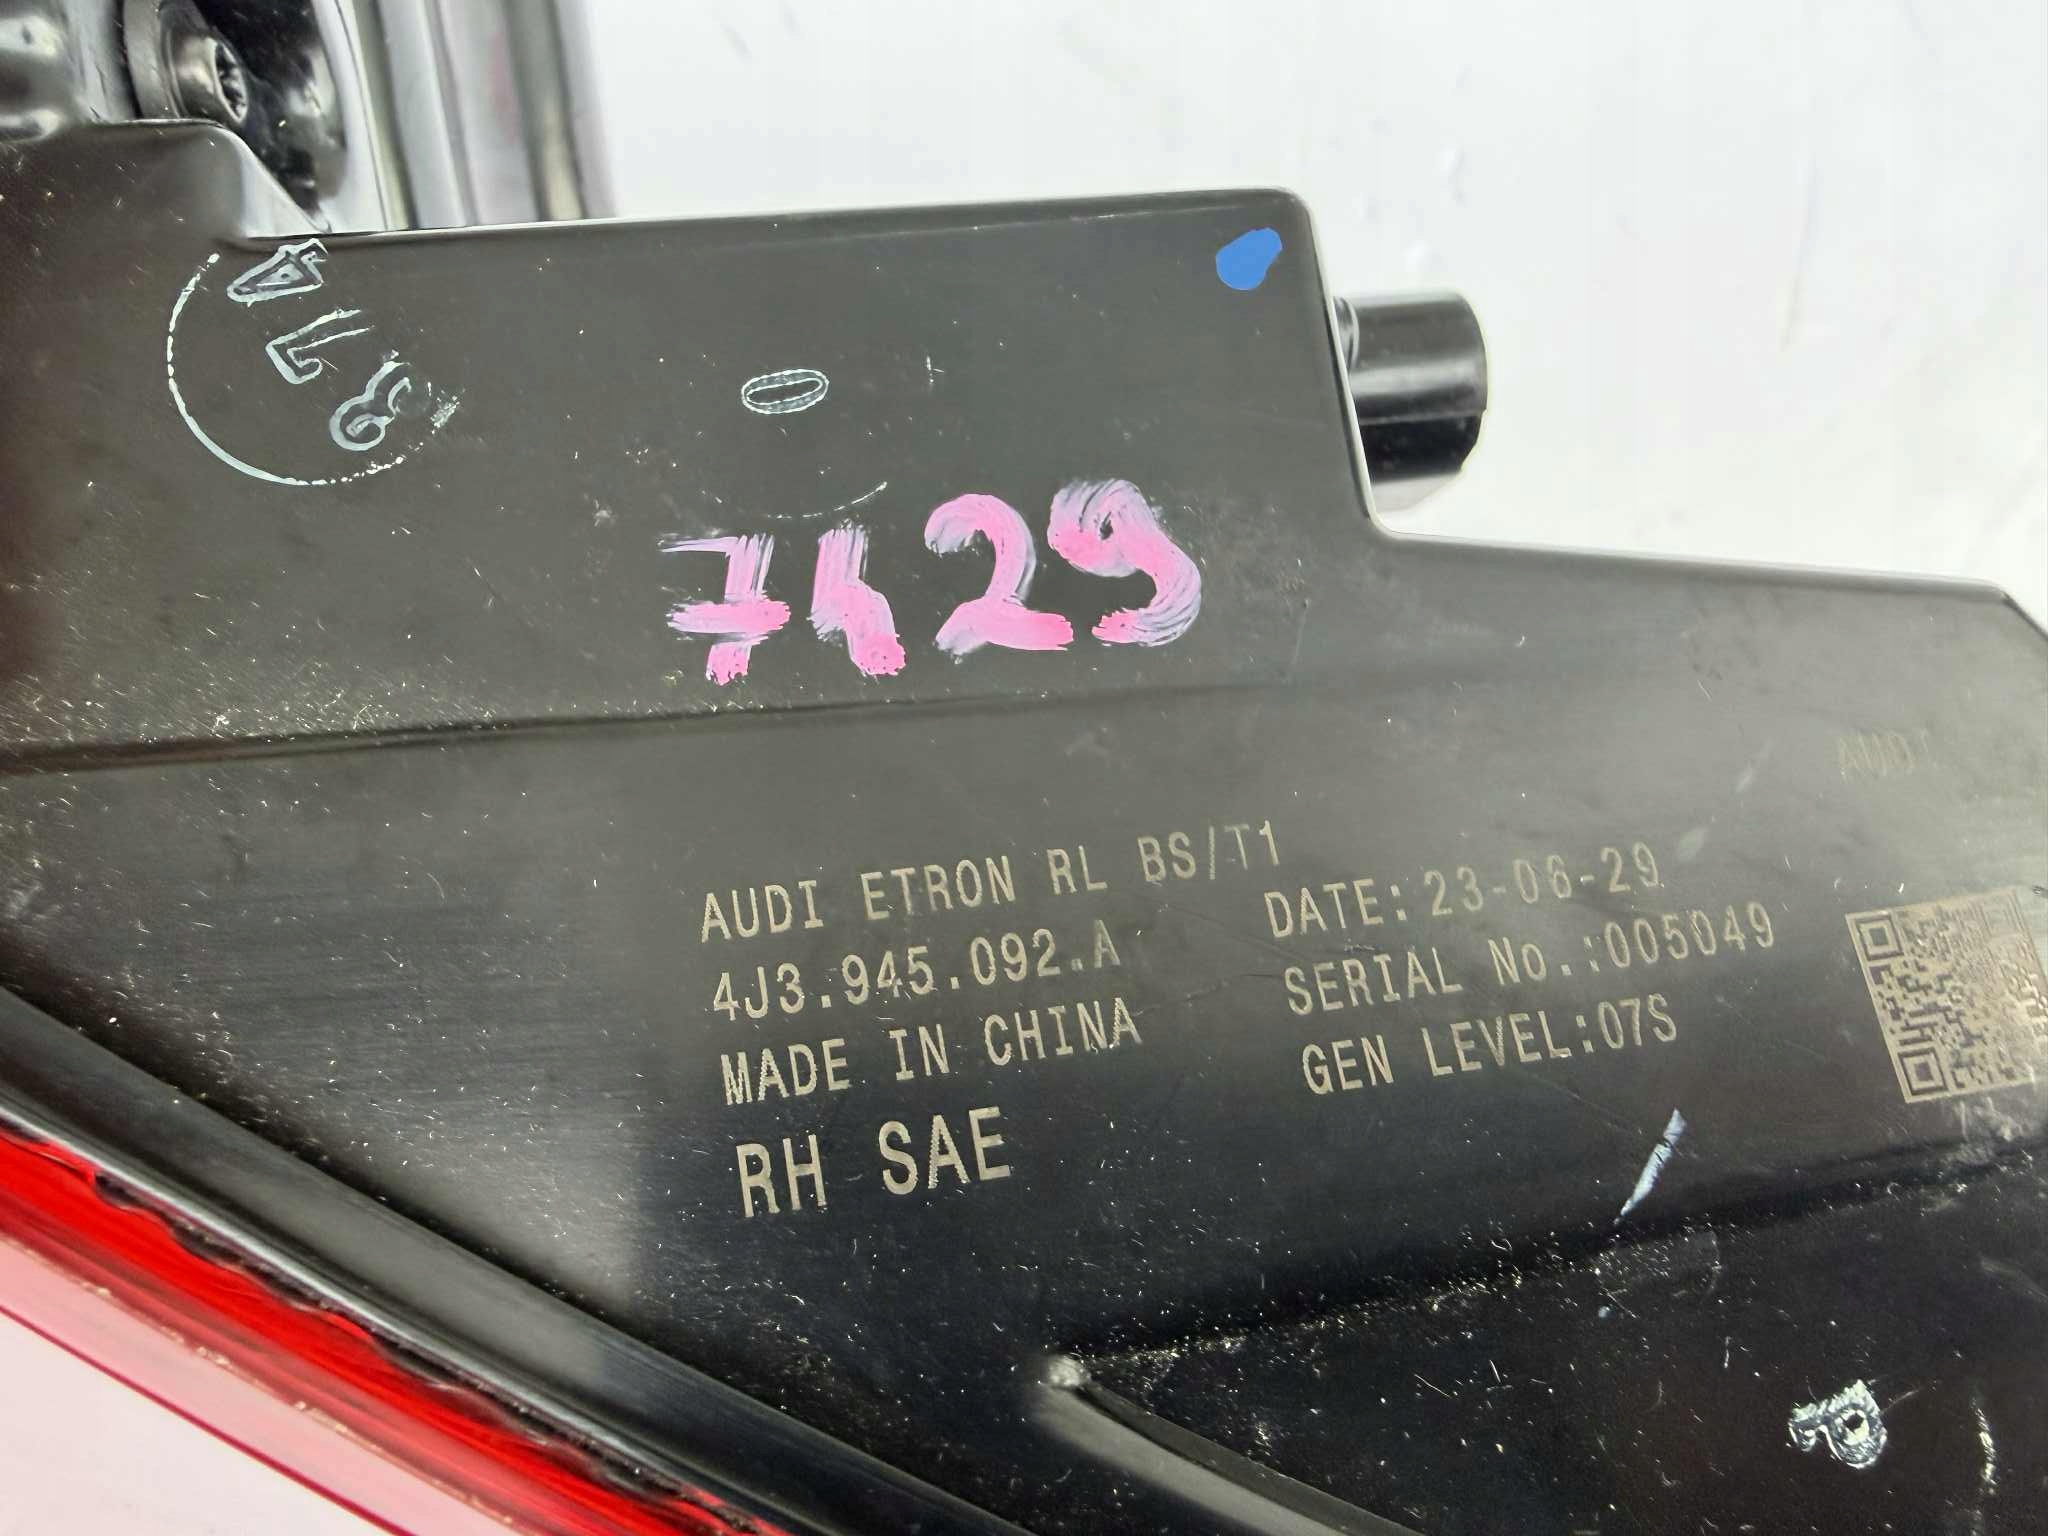 7129
AUDI ETRON RL BS/T1
4J3.945.092.A
MADE IN CHINA
RH SAE
DATE:23-06-29
SERIAL No.:005049
GEN LEVEL:07S